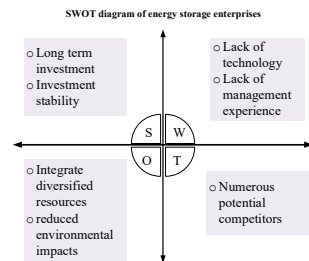 SWOT diagram of energy storage enterprises
○ Long term
investment
○ Investment
stability
○ Lack of
technology
○ Lack of
management
experience
S W
O T
○ Integrate
diversified
resources
○ reduced
environmental
impacts
○ Numerous
potential
competitors